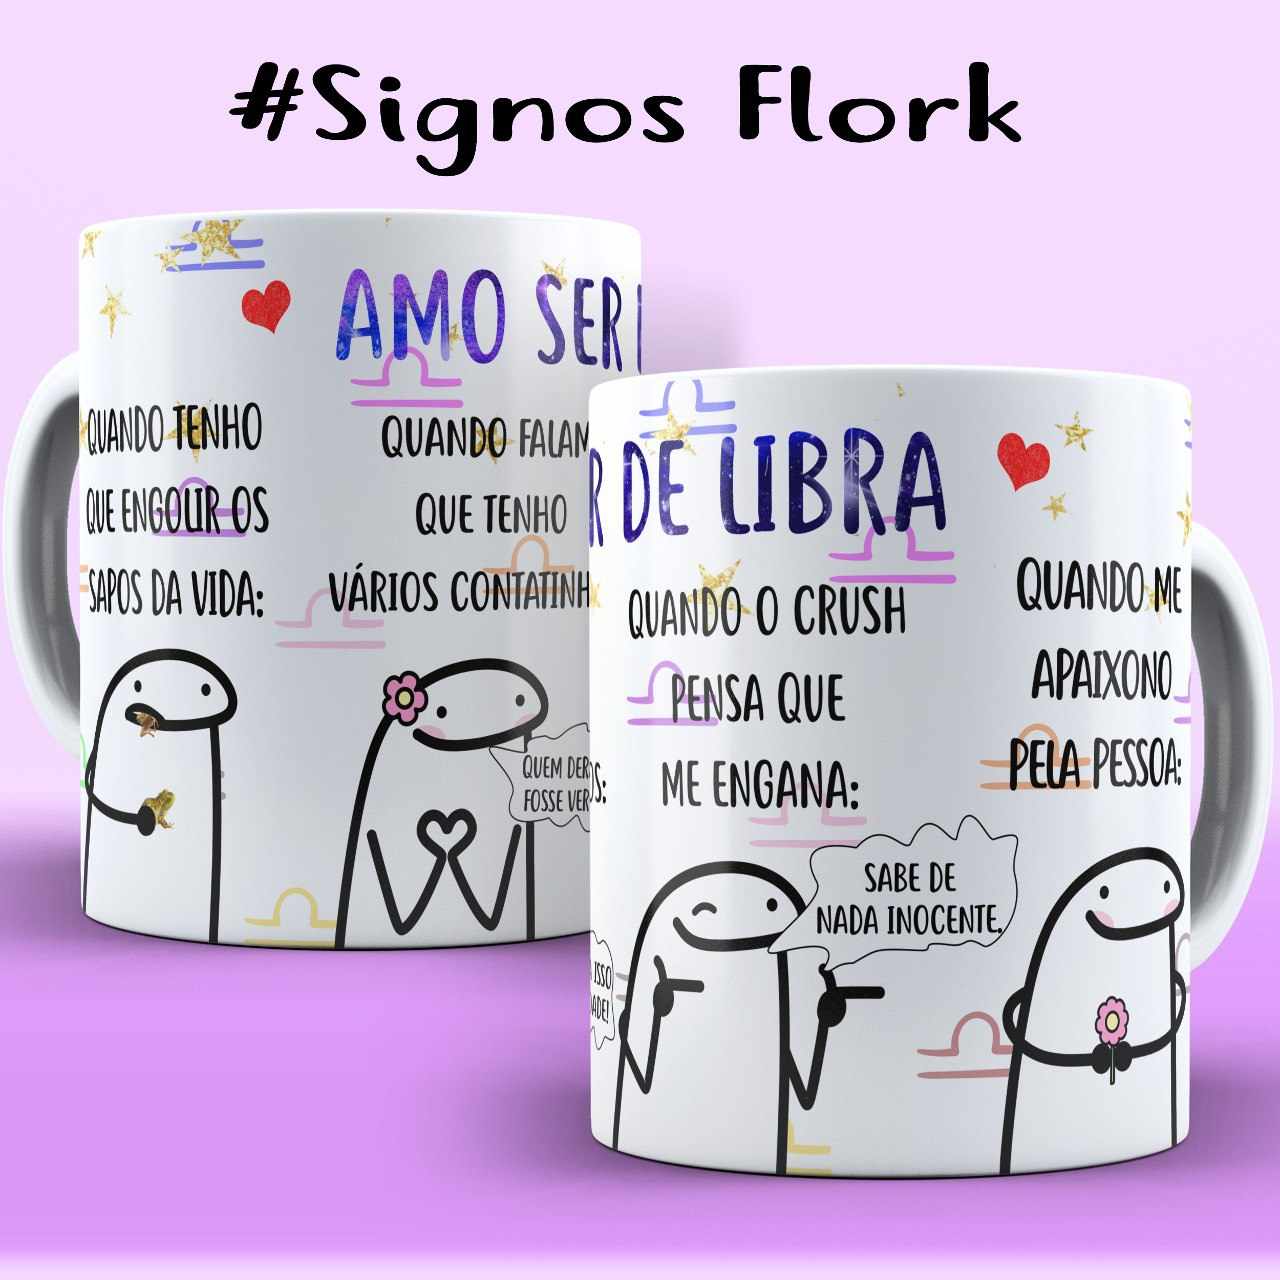 #Signos Flork
AMO SER
QUANDO TENHO
QUE ENGOLIR OS
SAPOS DA VIDA:
QUANDO FALAM
QUE TENHO
VÁRIOS CONTATINH
QUEM DER
FOSSE VER
OS:
R DE LIBRA
QUANDO O CRUSH
PENSA QUE
ME ENGANA:
QUANDO ME
APAIXONO
PELA PESSOA:
SABE DE
NADA INOCENTE.
ISSO
ADE!